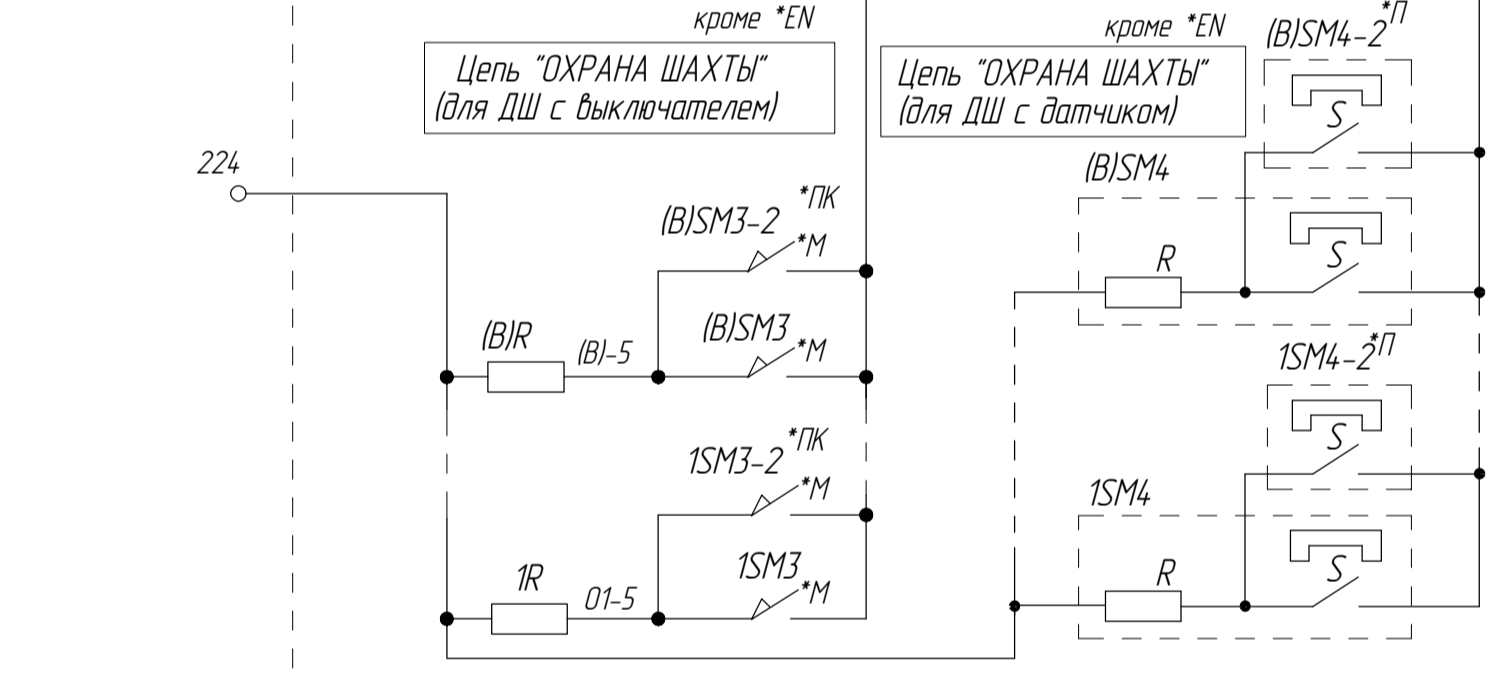 кроме *EN
Цепь "ОХРАНА ШАХТЫ"
(для ДШ с выключателем)
кроме *EN
Цепь "ОХРАНА ШАХТЫ"
(для ДШ с датчиком)
(В)SM4-2 *П
S
224
(В)SM4
*ПК
(В)SM3-2
*М
R
S
(В)R
(В)-5
(В)SM3
*М
1SM4-2 *П
S
*ПК
1SM3-2
*М
1SM4
1R
01-5
1SM3
*М
R
S